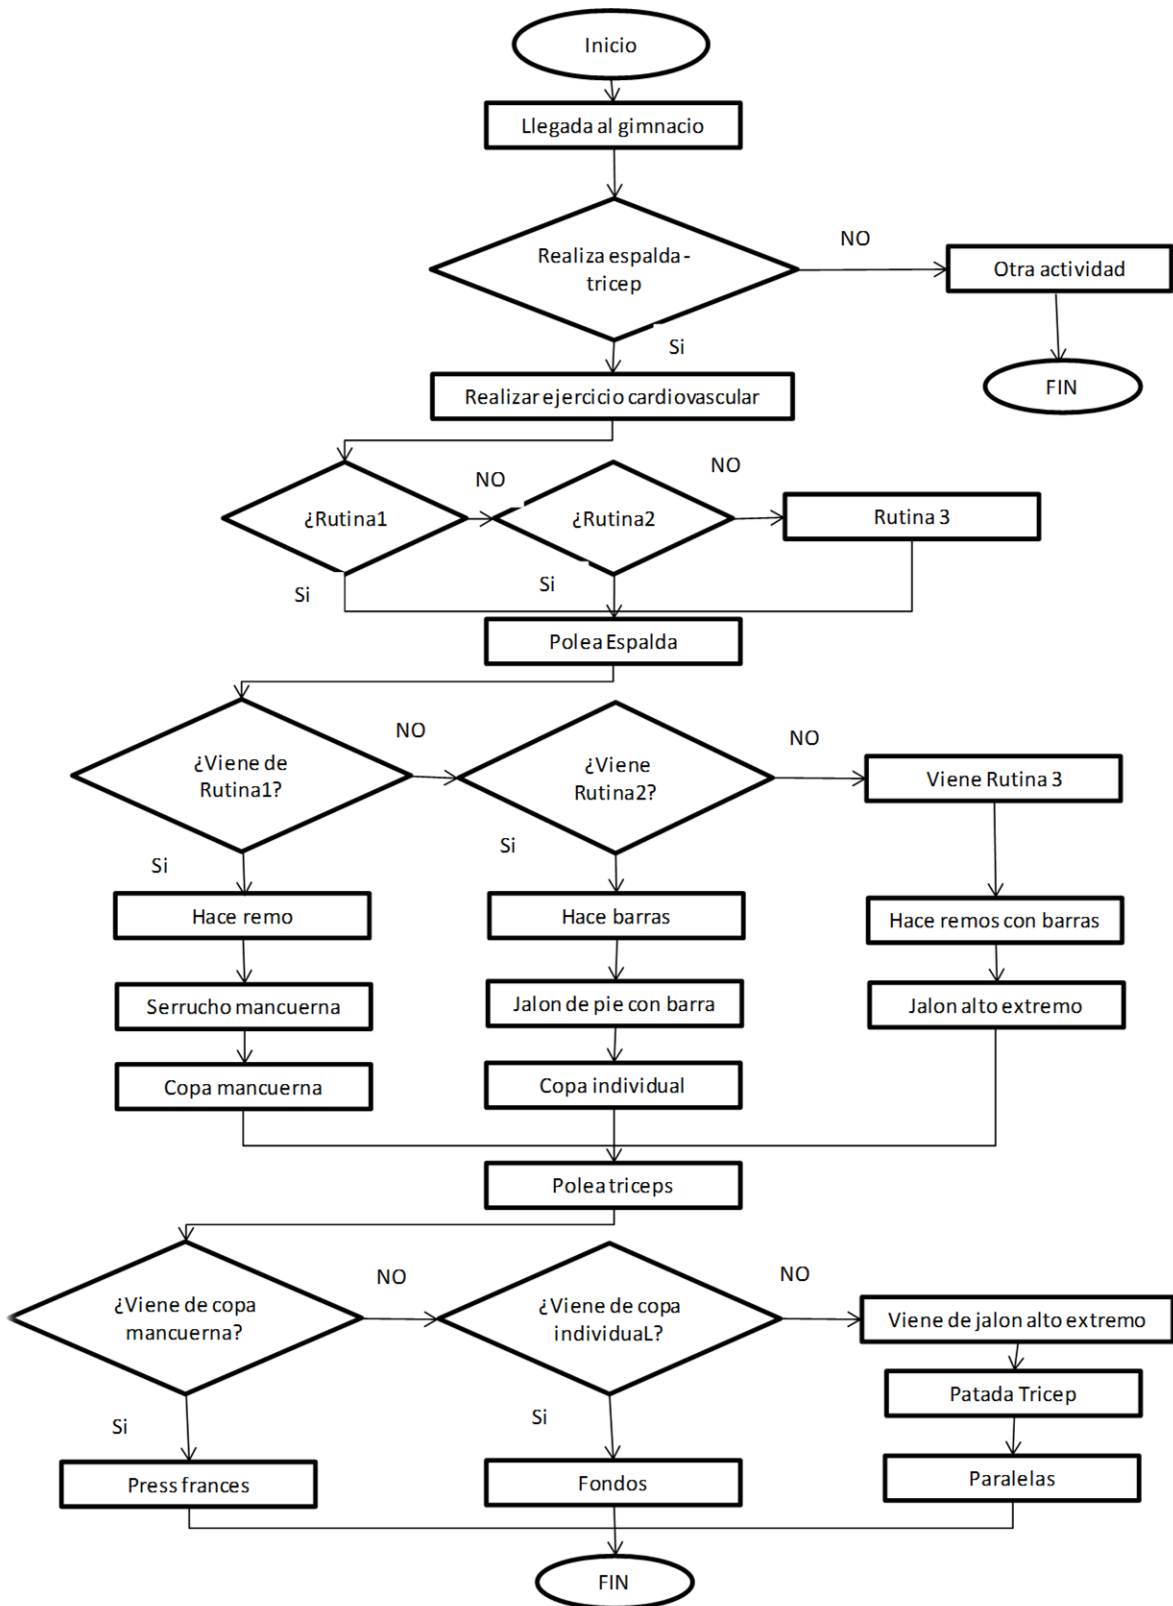 Inicio
Llegada al gimnacio
Realiza espalda-
tricep
NO
Otra actividad
Si
FIN
Realizar ejercicio cardiovascular
¿Rutina1
NO
¿Rutina2
NO
Rutina 3
Si
Si
Polea Espalda
¿Viene de
Rutina1?
NO
¿Viene
Rutina2?
NO
Viene Rutina 3
Si
Si
Hace remo
Hace barras
Hace remos con barras
Serrucho mancuerna
Jalon de pie con barra
Jalon alto extremo
Copa mancuerna
Copa individual
Polea triceps
¿Viene de copa
mancuerna?
NO
¿Viene de copa
individuaL?
NO
Viene de jalon alto extremo
Patada Tricep
Si
Si
Press frances
Fondos
Paralelas
FIN